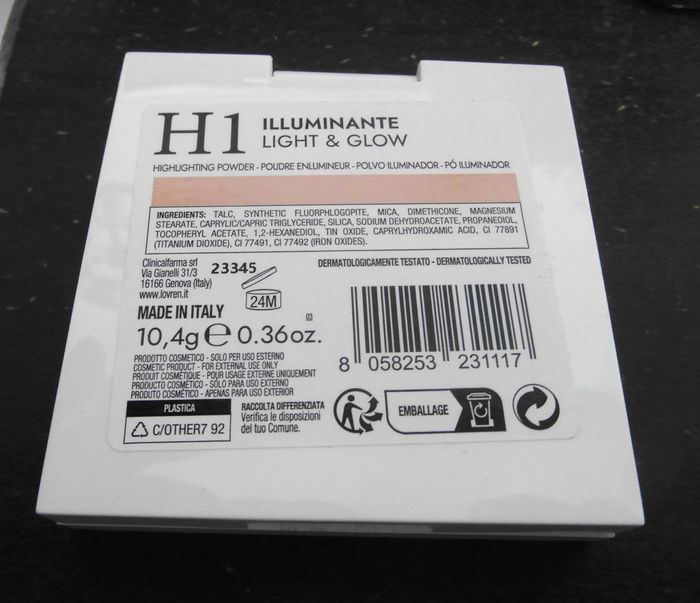 H1 ILLUMINANTE
LIGHT & GLOW
HIGHLIGHTING POWDER - POUDRE ENLUMINEUR - POLVO ILUMINADOR - PÓ ILUMINADOR
INGREDIENTS: TALC, SYNTHETIC FLUORPHLOGOPITE, MICA, DIMETHICONE, MAGNESIUM
STEARATE, CAPRYLIC/CAPRIC TRIGLYCERIDE, SILICA, SODIUM DEHYDROACETATE, PROPANEDIOL,
TOCOPHERYL ACETATE, 1,2-HEXANEDIOL, TIN OXIDE, CAPRYLHYDROXAMIC ACID, CI 77891
(TITANIUM DIOXIDE), CI 77491, CI 77492 (IRON OXIDES).
Clinicalfarma srl
Via Gianelli 31/3
16166 Genova (Italy)
www.lovren.it
23345
24M
DERMATOLOGICAMENTE TESTATO - DERMATOLOGICALLY TESTED
MADE IN ITALY
03
10,4g e 0.36oz.
8 058253 231117
PRODOTTO COSMETICO - SOLO PER USO ESTERNO
COSMETIC PRODUCT - FOR EXTERNAL USE ONLY
PRODUIT COSMÉTIQUE - POUR USAGE EXTERNE UNIQUEMENT
PRODUCTO COSMÉTICO - SÓLO PARA USO EXTERNO
PRODUTO COSMÉTICO - APENAS PARA USO EXTERIOR
PLASTICA
C/OTHER7 92
RACCOLTA DIFFERENZIATA
Verifica le disposizioni
del tuo Comune.
EMBALLAGE